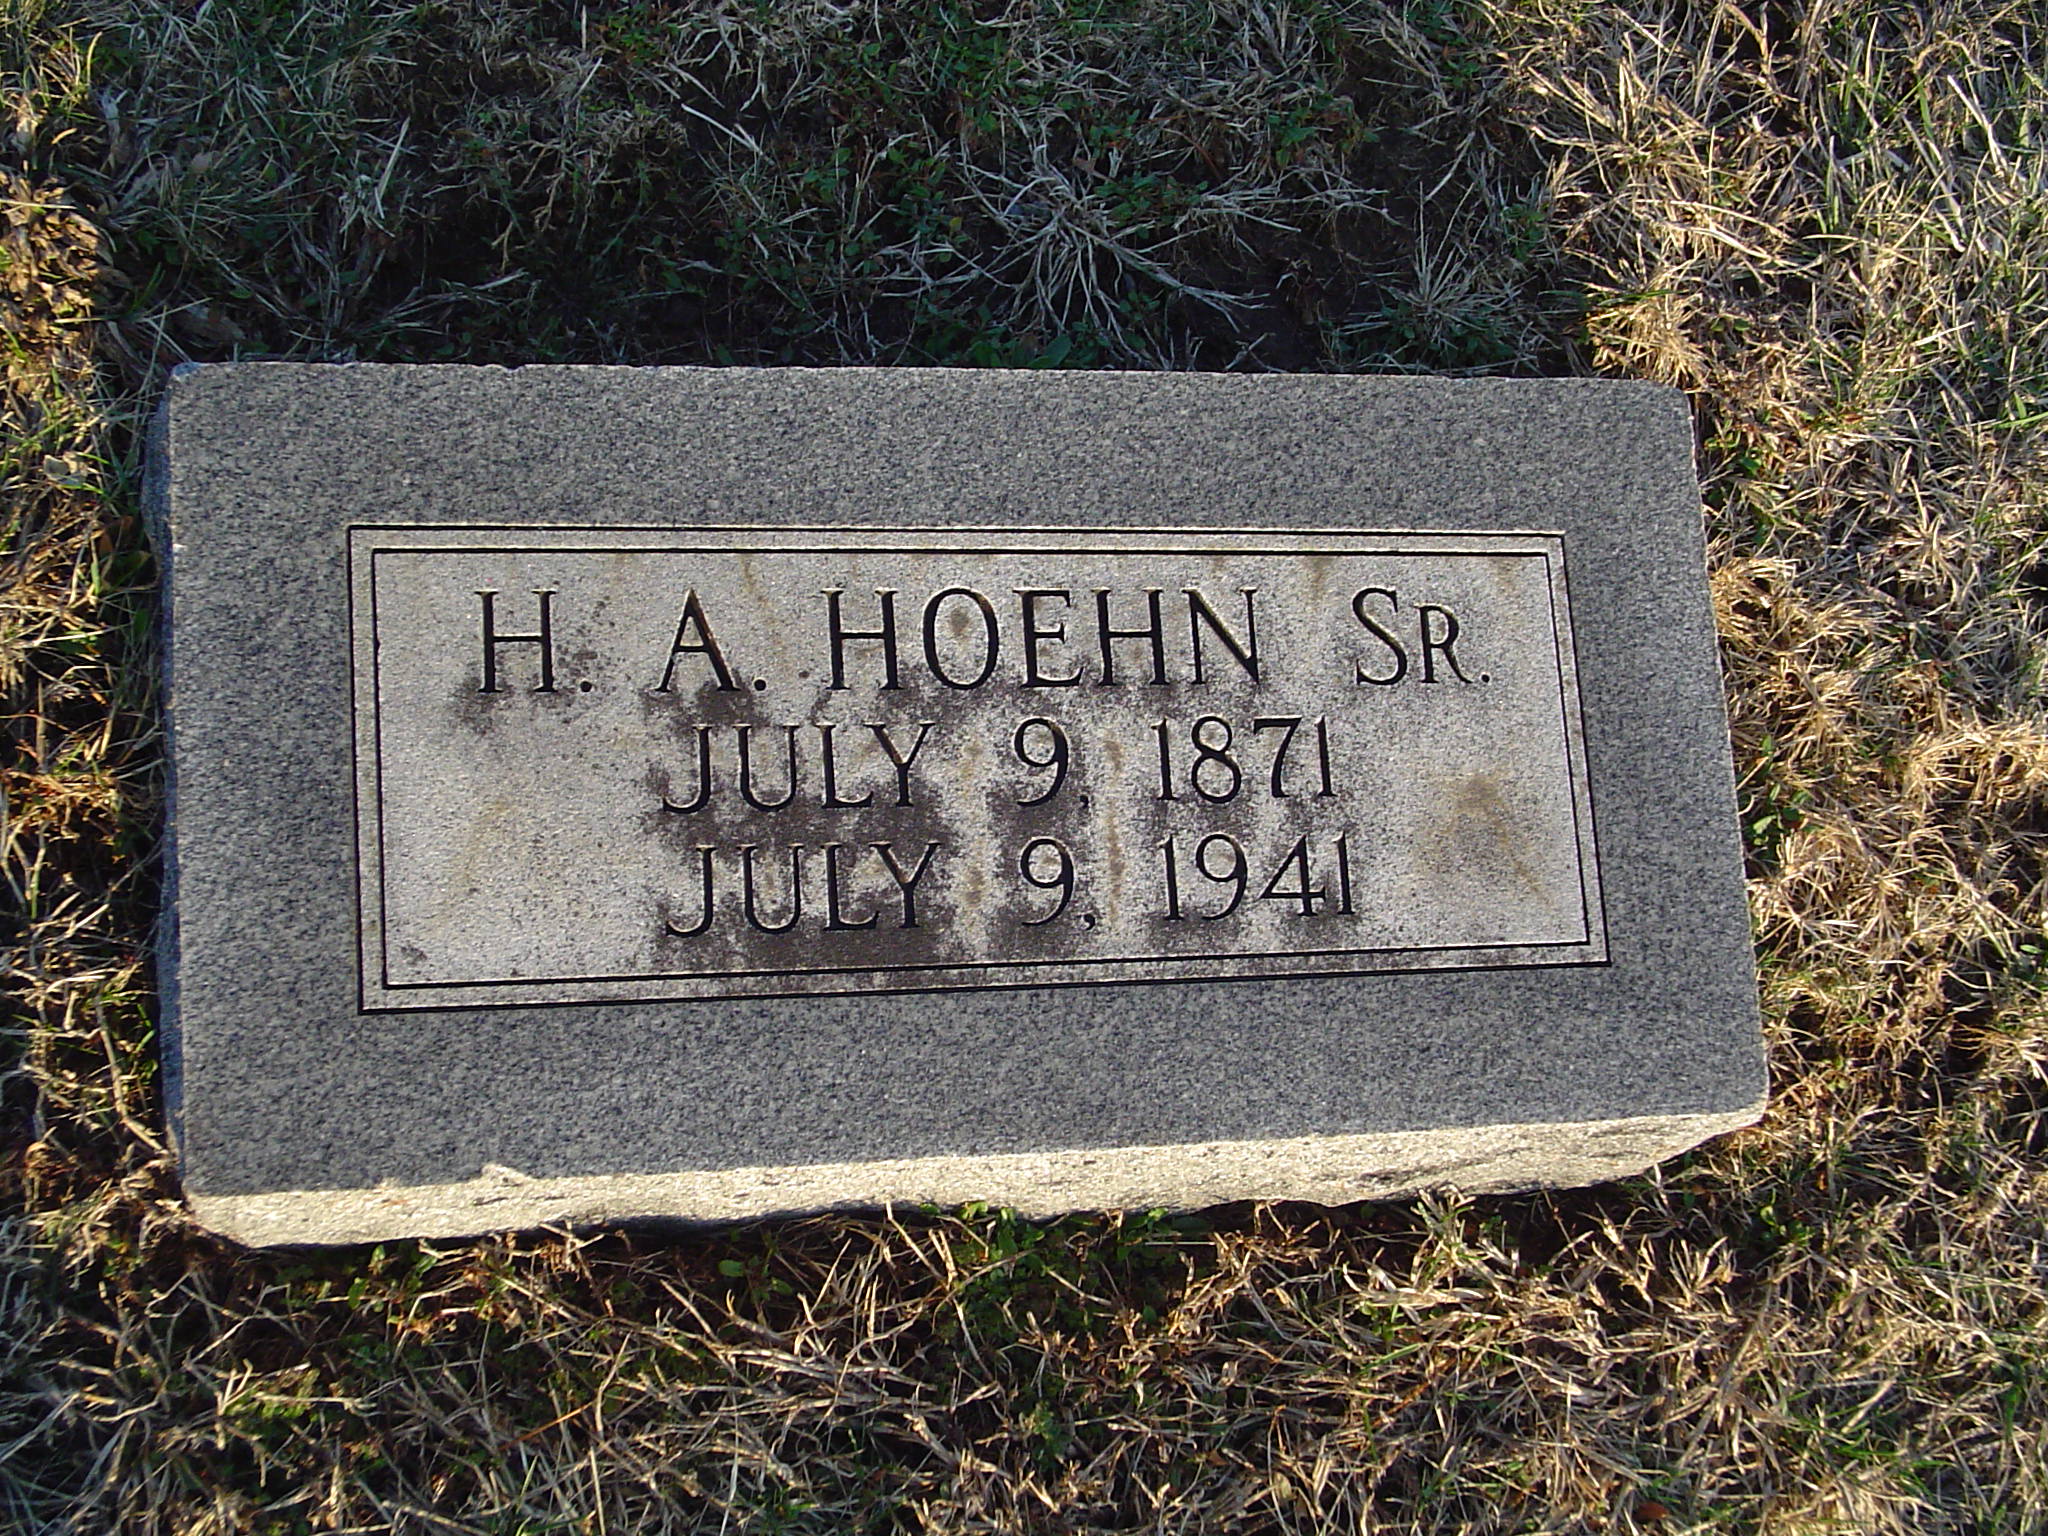 H. A. HOEHN SR.
JULY 9, 1871
JULY 9, 1941